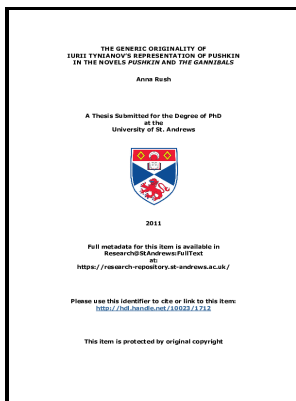 THE GENERIC ORIGINALITY OF
IURII TYNIANOV'S REPRESENTATION OF PUSHKIN
IN THE NOVELS PUSHKIN AND THE GANNIBALS
Anna Rush
A Thesis Submitted for the Degree of PhD
at the
University of St. Andrews
2011
Full metadata for this item is available in
Research@StAndrews:FullText
at:
https://research-repository.st-andrews.ac.uk/
Please use this identifier to cite or link to this item:
http://hdl.handle.net/10023/1712
This item is protected by original copyright